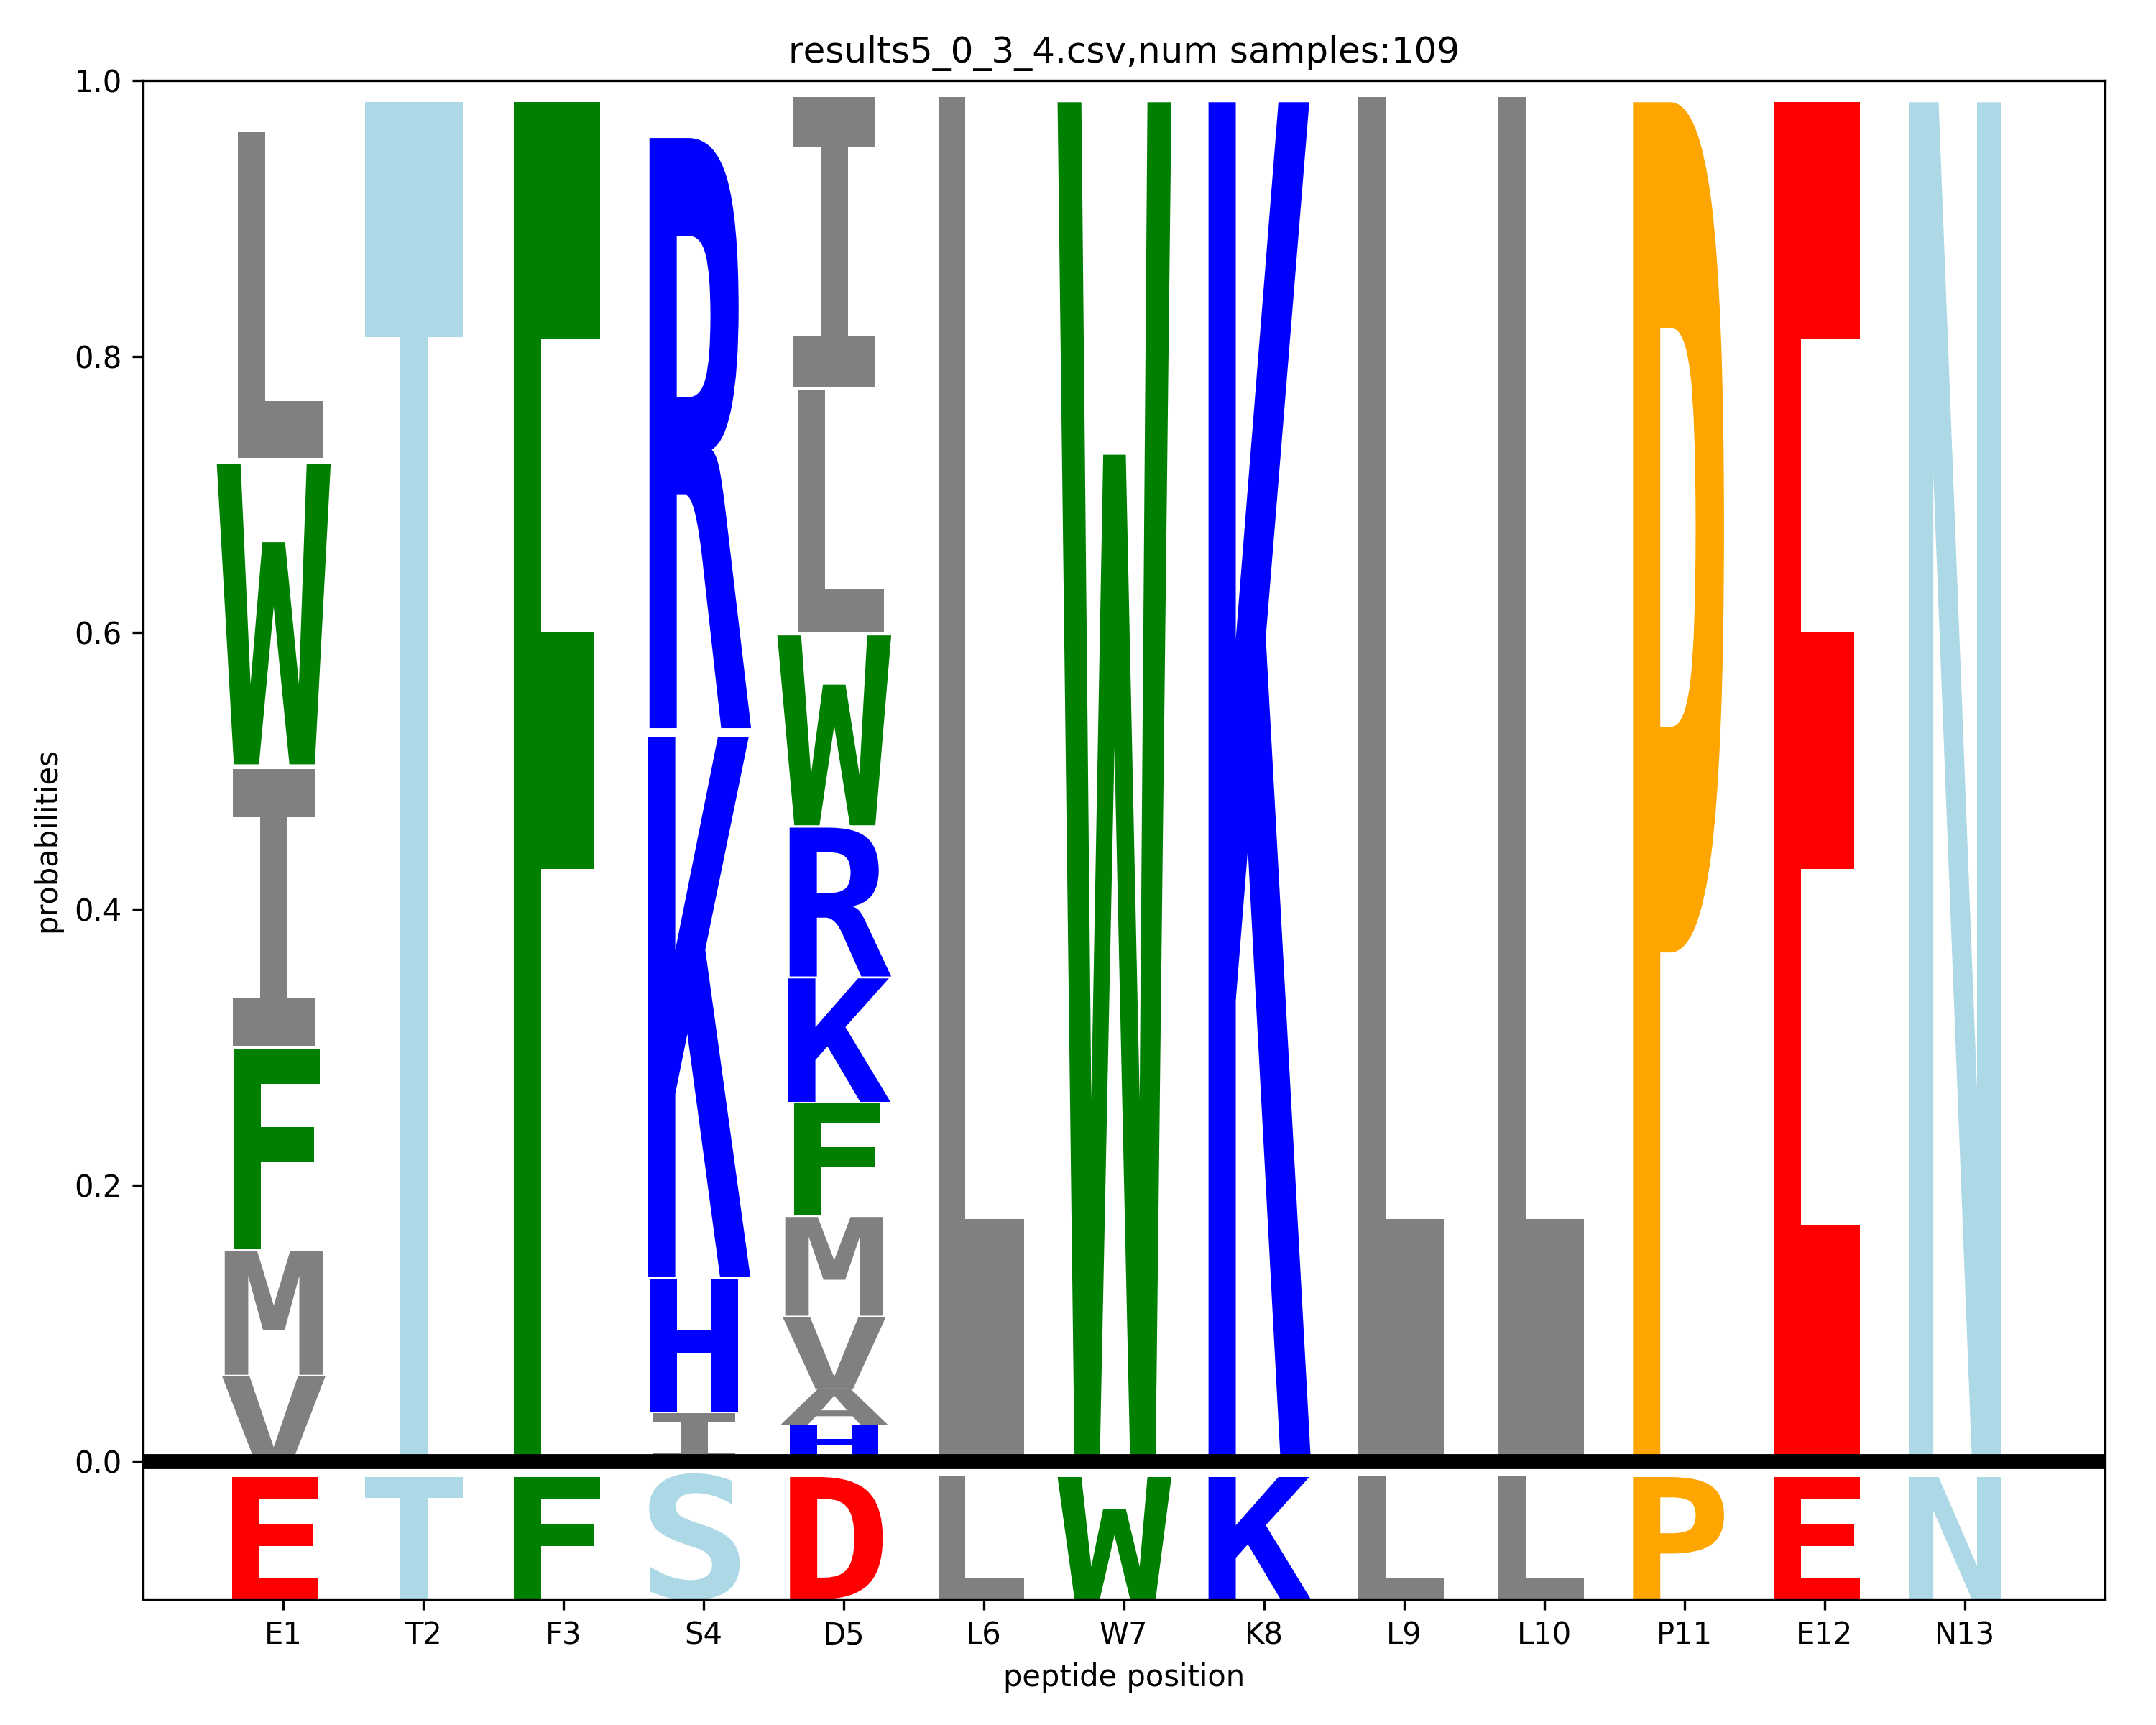 results5_0_3_4.csv,num samples:109
1.0
0.8
0.6
0.4
0.2
0.0
probabilities
L T F R I L W K L L P E N
W K L
I H W
F I R
M K
V F
M
V
A
H
E T F S D L W K L L P E N
E1 T2 F3 S4 D5 L6 W7 K8 L9 L10 P11 E12 N13
peptide position